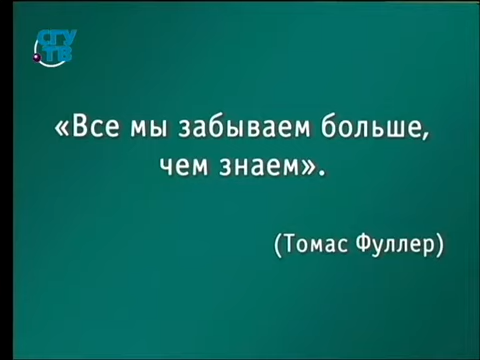 СГУ
ТВ
«Все мы забываем больше,
чем знаем».
(Томас Фуллер)